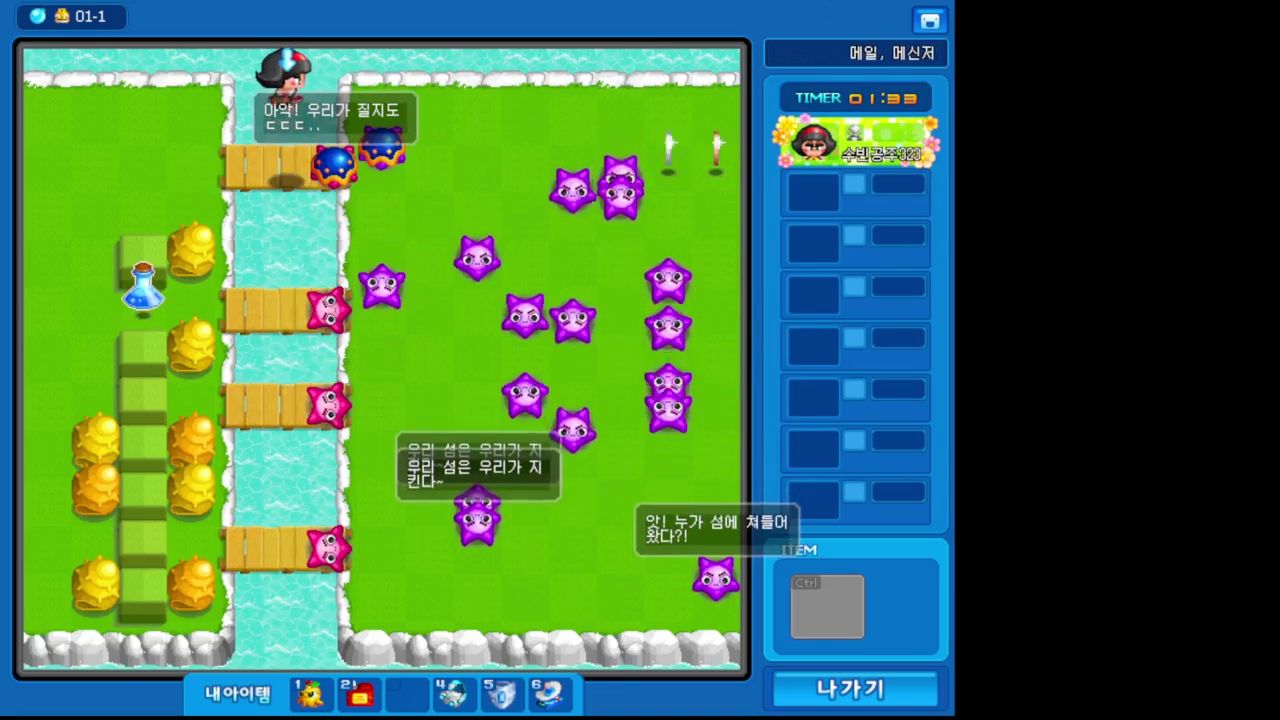 01-1
메일, 메신저
TIMER 01:33
수빈공주323
아악! 우리가 질지도
ㄷㄷㄷ..
우리 섬은 우리가 지
우리 섬은 우리가 지
킨다~
앗! 누가 섬에 쳐들어
왔다?!
ITEM
Ctrl
내아이템
1
2
4
5
6
나가기